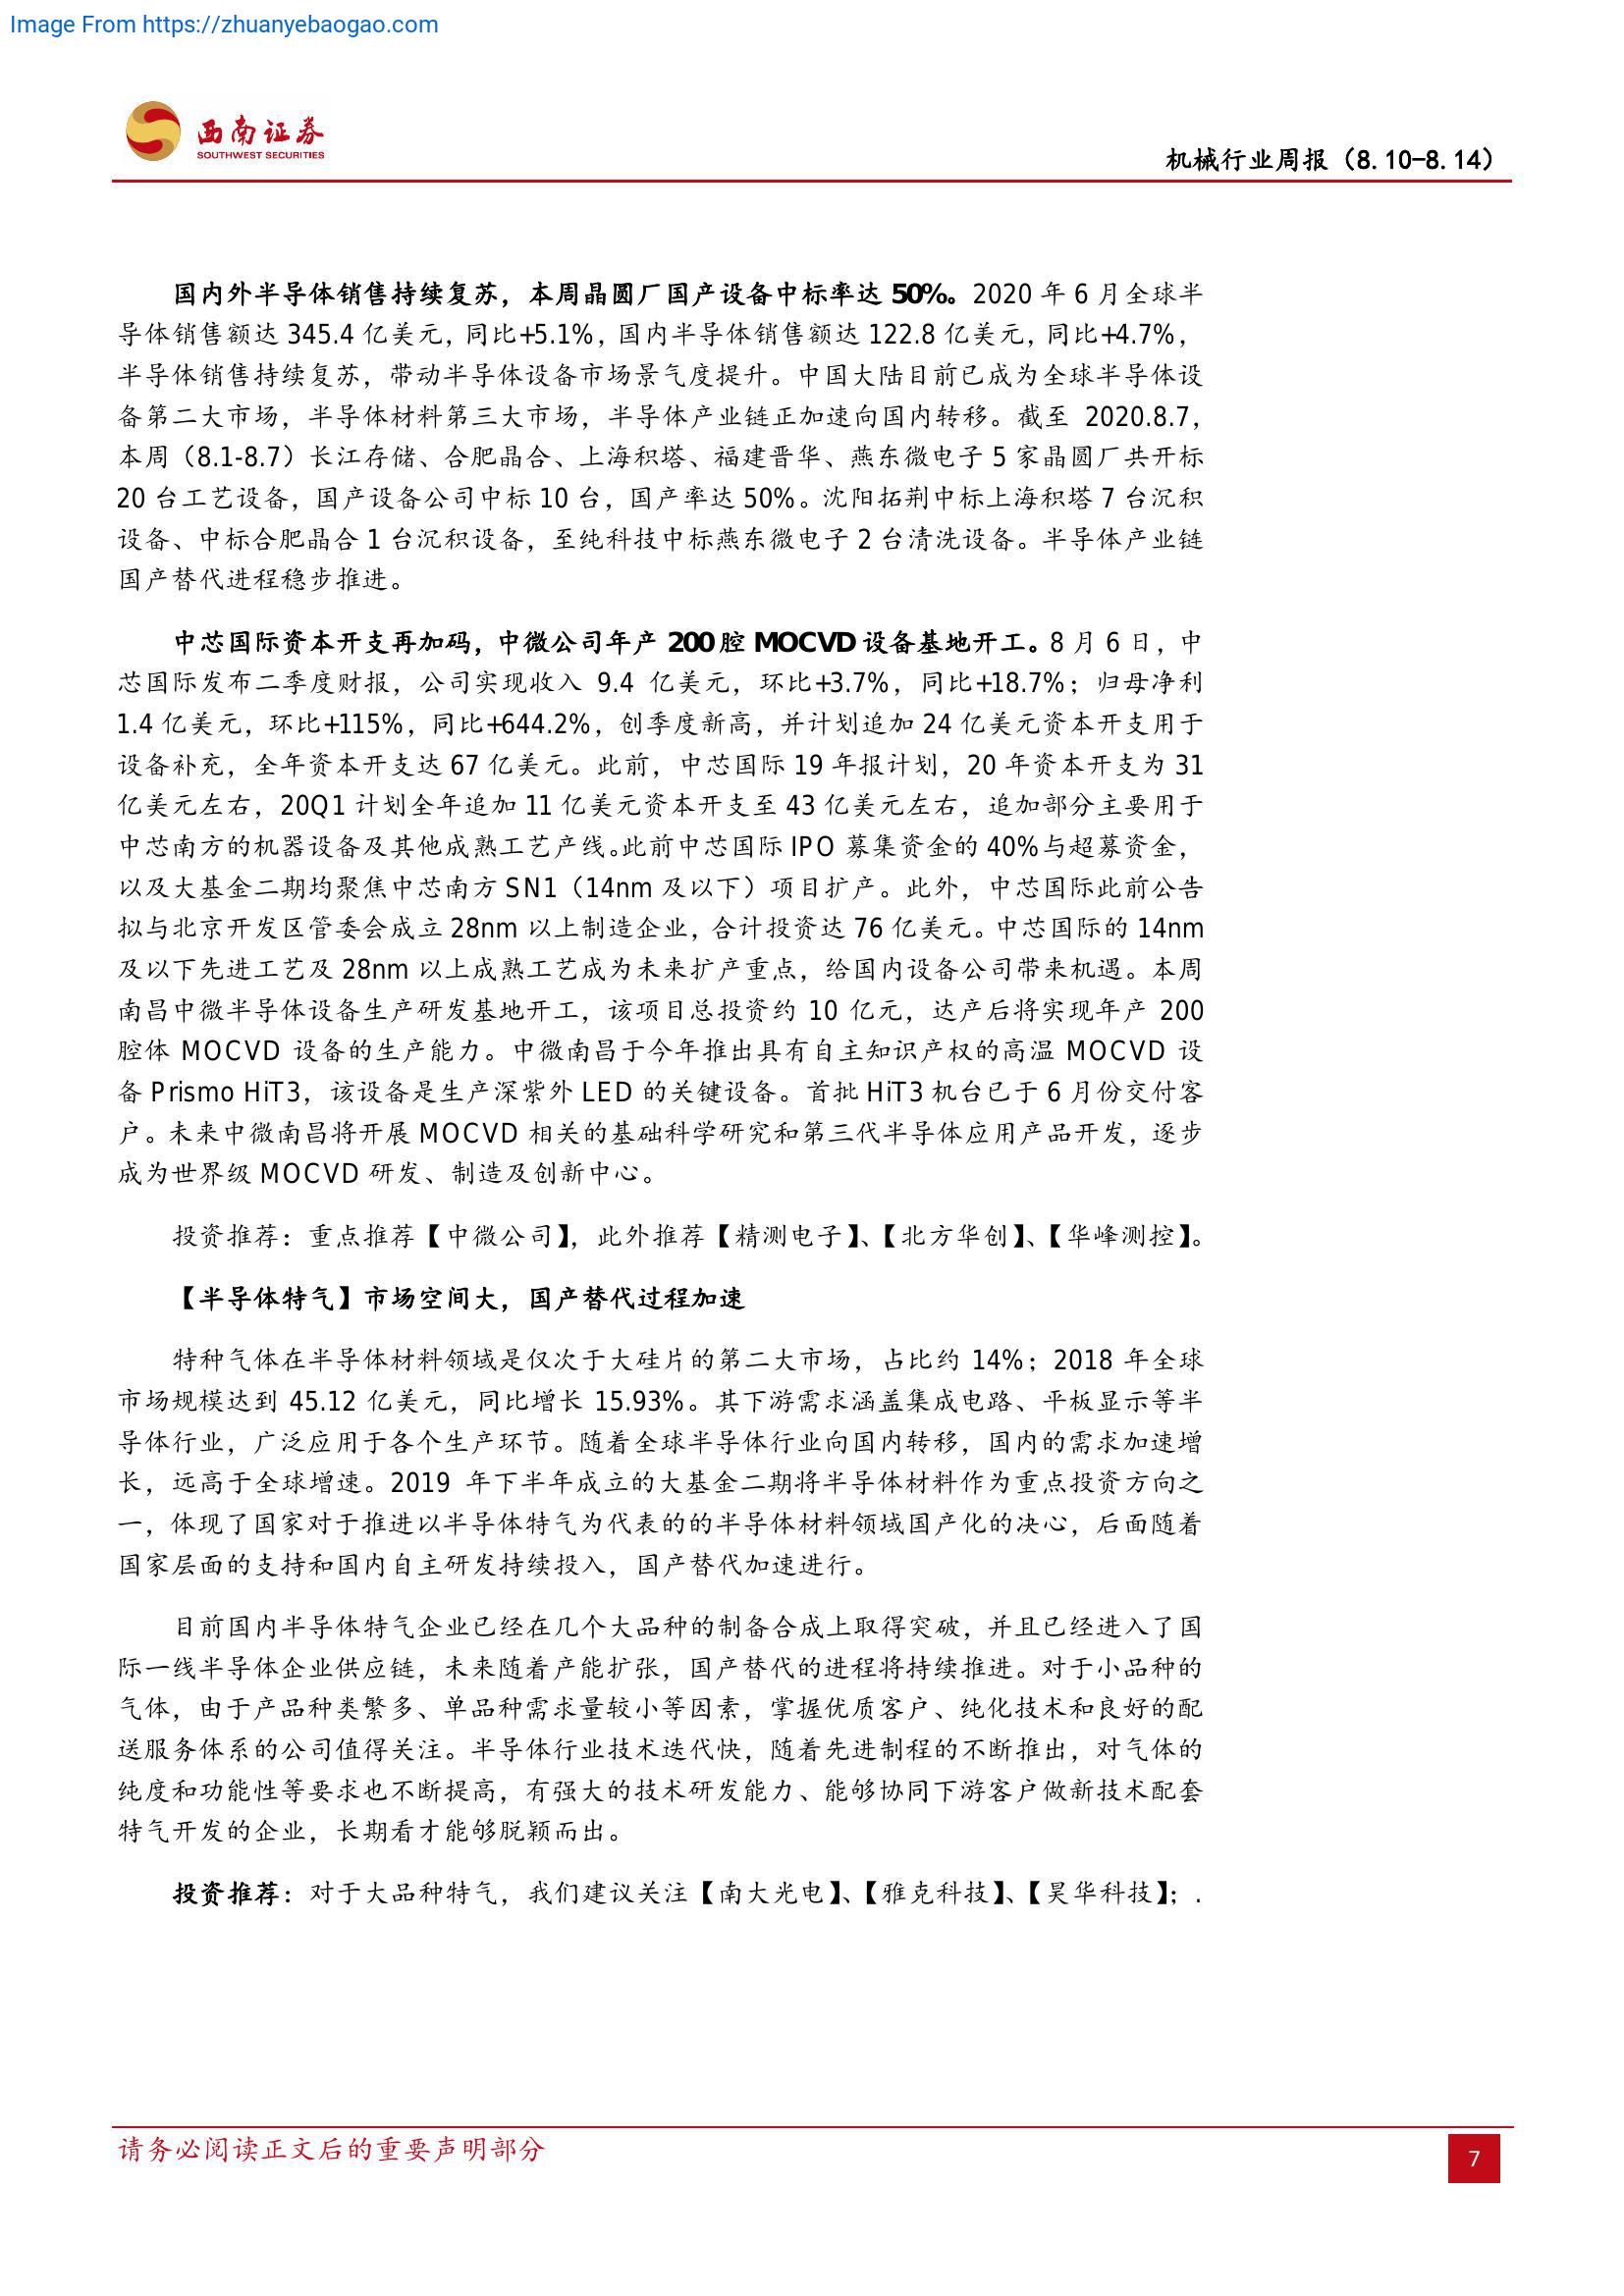 Image From https://zhuanyebaogao.com
西南证券
SOUTHWEST SECURITIES
机械行业周报（8.10-8.14）
国内外半导体销售持续复苏，本周晶圆厂国产设备中标率达 50%。2020 年 6 月全球半
导体销售额达 345.4 亿美元，同比+5.1%，国内半导体销售额达 122.8 亿美元，同比+4.7%，
半导体销售持续复苏，带动半导体设备市场景气度提升。中国大陆目前已成为全球半导体设
备第二大市场，半导体材料第三大市场，半导体产业链正加速向国内转移。截至 2020.8.7，
本周（8.1-8.7）长江存储、合肥晶合、上海积塔、福建晋华、燕东微电子 5 家晶圆厂共开标
20 台工艺设备，国产设备公司中标 10 台，国产率达 50%。沈阳拓荆中标上海积塔 7 台沉积
设备、中标合肥晶合 1 台沉积设备，至纯科技中标燕东微电子 2 台清洗设备。半导体产业链
国产替代进程稳步推进。
中芯国际资本开支再加码，中微公司年产 200 腔 MOCVD 设备基地开工。8 月 6 日，中
芯国际发布二季度财报，公司实现收入 9.4 亿美元，环比+3.7%，同比+18.7%；归母净利
1.4 亿美元，环比+115%，同比+644.2%，创季度新高，并计划追加 24 亿美元资本开支用于
设备补充，全年资本开支达 67 亿美元。此前，中芯国际 19 年报计划，20 年资本开支为 31
亿美元左右，20Q1 计划全年追加 11 亿美元资本开支至 43 亿美元左右，追加部分主要用于
中芯南方的机器设备及其他成熟工艺产线。此前中芯国际 IPO 募集资金的 40%与超募资金，
以及大基金二期均聚焦中芯南方 SN1（14nm 及以下）项目扩产。此外，中芯国际此前公告
拟与北京开发区管委会成立 28nm 以上制造企业，合计投资达 76 亿美元。中芯国际的 14nm
及以下先进工艺及 28nm 以上成熟工艺成为未来扩产重点，给国内设备公司带来机遇。本周
南昌中微半导体设备生产研发基地开工，该项目总投资约 10 亿元，达产后将实现年产 200
腔体 MOCVD 设备的生产能力。中微南昌于今年推出具有自主知识产权的高温 MOCVD 设
备 Prismo HiT3，该设备是生产深紫外 LED 的关键设备。首批 HiT3 机台已于 6 月份交付客
户。未来中微南昌将开展 MOCVD 相关的基础科学研究和第三代半导体应用产品开发，逐步
成为世界级 MOCVD 研发、制造及创新中心。
投资推荐：重点推荐【中微公司】，此外推荐【精测电子】、【北方华创】、【华峰测控】。
【半导体特气】市场空间大，国产替代过程加速
特种气体在半导体材料领域是仅次于大硅片的第二大市场，占比约 14%；2018 年全球
市场规模达到 45.12 亿美元，同比增长 15.93%。其下游需求涵盖集成电路、平板显示等半
导体行业，广泛应用于各个生产环节。随着全球半导体行业向国内转移，国内的需求加速增
长，远高于全球增速。2019 年下半年成立的大基金二期将半导体材料作为重点投资方向之
一，体现了国家对于推进以半导体特气为代表的的半导体材料领域国产化的决心，后面随着
国家层面的支持和国内自主研发持续投入，国产替代加速进行。
目前国内半导体特气企业已经在几个大品种的制备合成上取得突破，并且已经进入了国
际一线半导体企业供应链，未来随着产能扩张，国产替代的进程将持续推进。对于小品种的
气体，由于产品种类繁多、单品种需求量较小等因素，掌握优质客户、纯化技术和良好的配
送服务体系的公司值得关注。半导体行业技术迭代快，随着先进制程的不断推出，对气体的
纯度和功能性等要求也不断提高，有强大的技术研发能力、能够协同下游客户做新技术配套
特气开发的企业，长期看才能够脱颖而出。
投资推荐：对于大品种特气，我们建议关注【南大光电】、【雅克科技】、【昊华科技】；.
请务必阅读正文后的重要声明部分
7